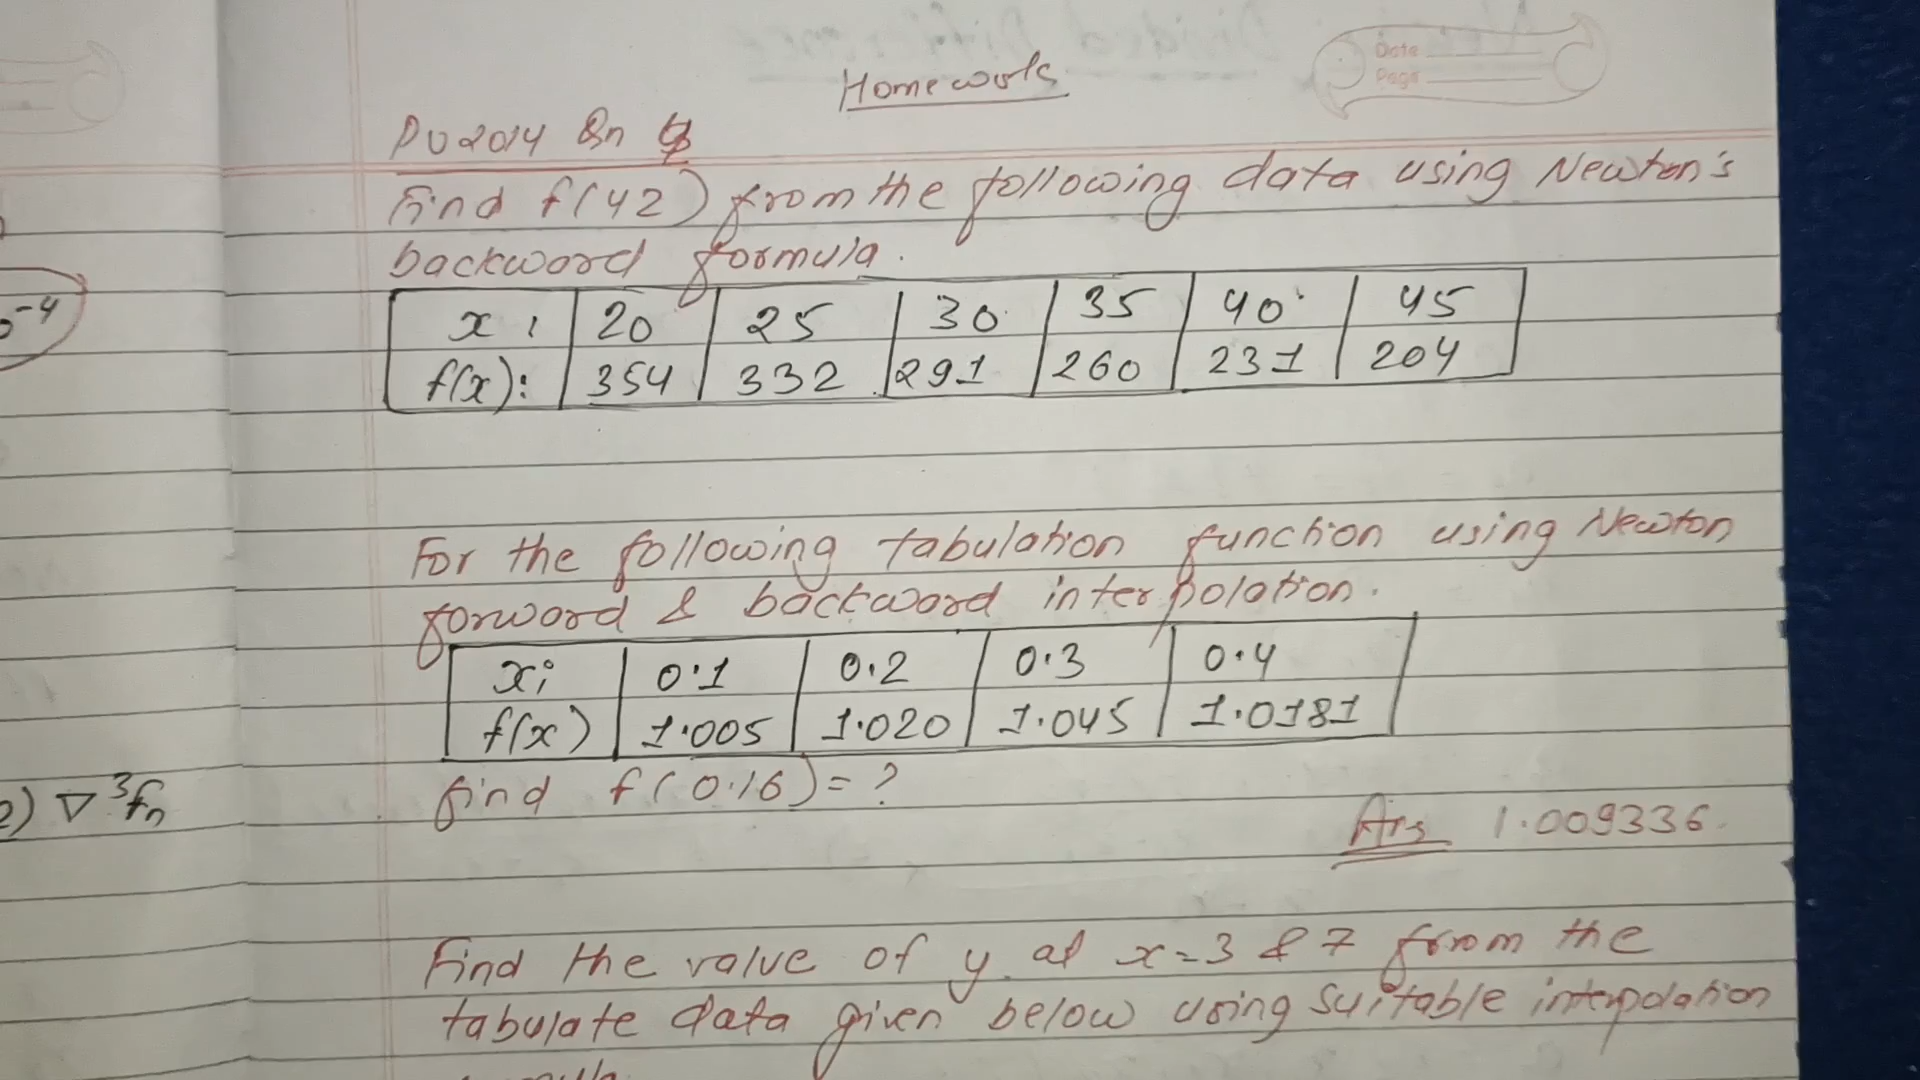 Homework
Date
Page
PU 2014 Qn
Find f(42) from the following data using Newton's
backword formula.
x : 20 25 30 35 40 45
f(x): 354 332 291 260 231 204
For the following tabulation function using Newton
forword & backword interpolation.
xi 0.1 0.2 0.3 0.4
f(x) 1.005 1.020 1.045 1.0181
find f(0.16) = ?
Ans 1.009336.
) ∇³fn
Find the value of y at x=3 & 7 from the
tabulate data given below using suitable interpolation